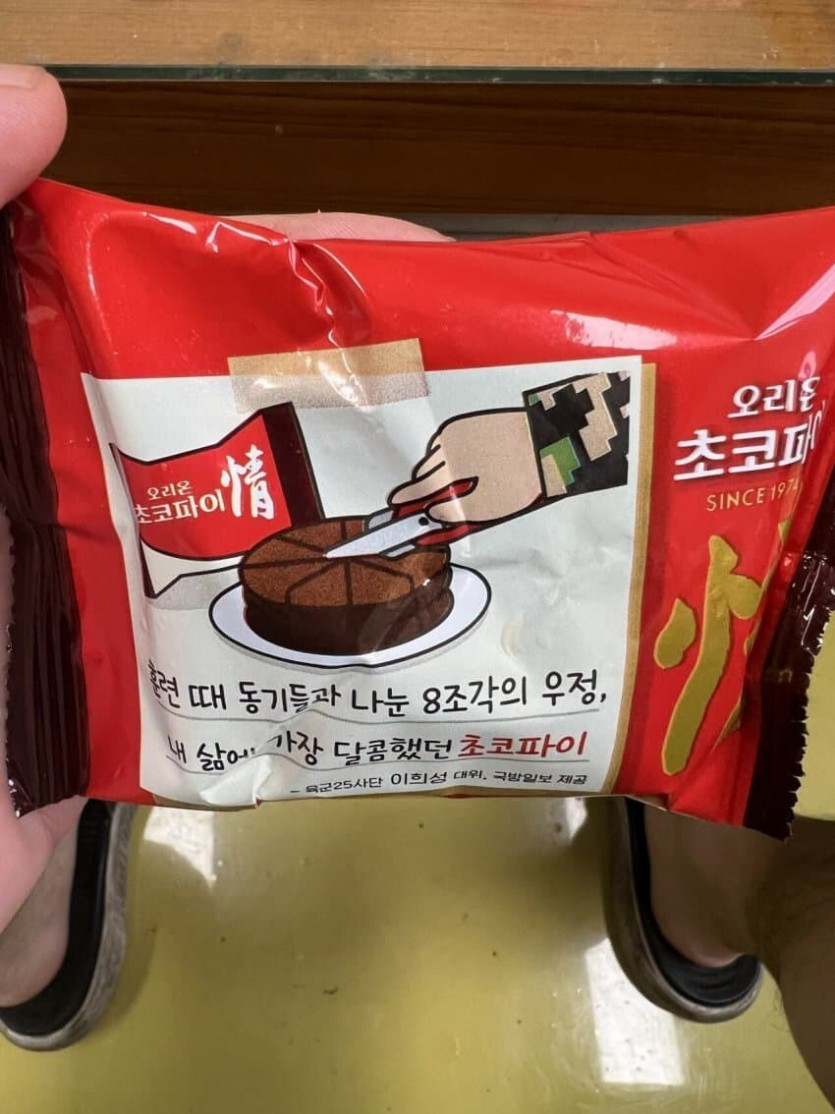 오리온
초코파이 情
훈련 때 동기들과 나눈 8조각의 우정,
내 삶에 가장 달콤했던 초코파이
- 육군25사단 이희성 대위, 국방일보 제공
오리온
초코파이
SINCE 1974
情